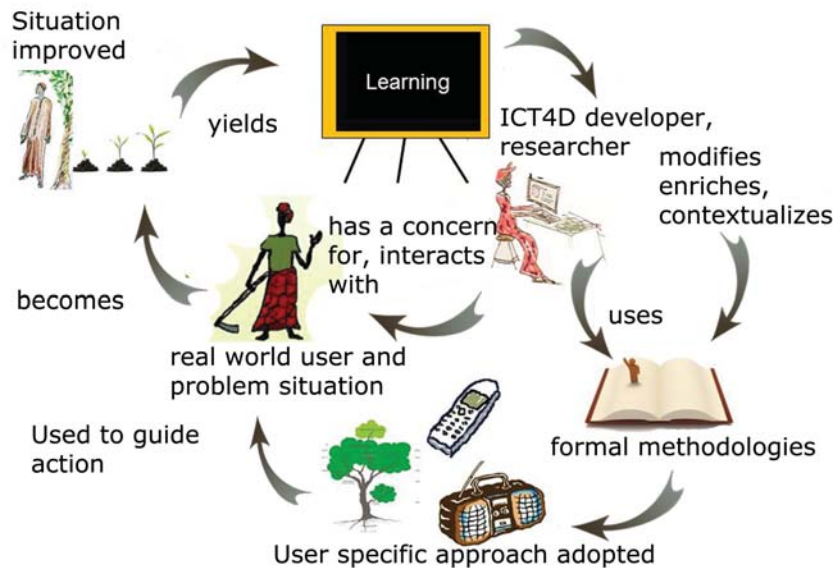 Situation
improved
Learning
yields
ICT4D developer,
researcher
modifies
enriches,
contextualizes
has a concern
for, interacts
with
becomes
uses
real world user and
problem situation
Used to guide
action
formal methodologies
User specific approach adopted